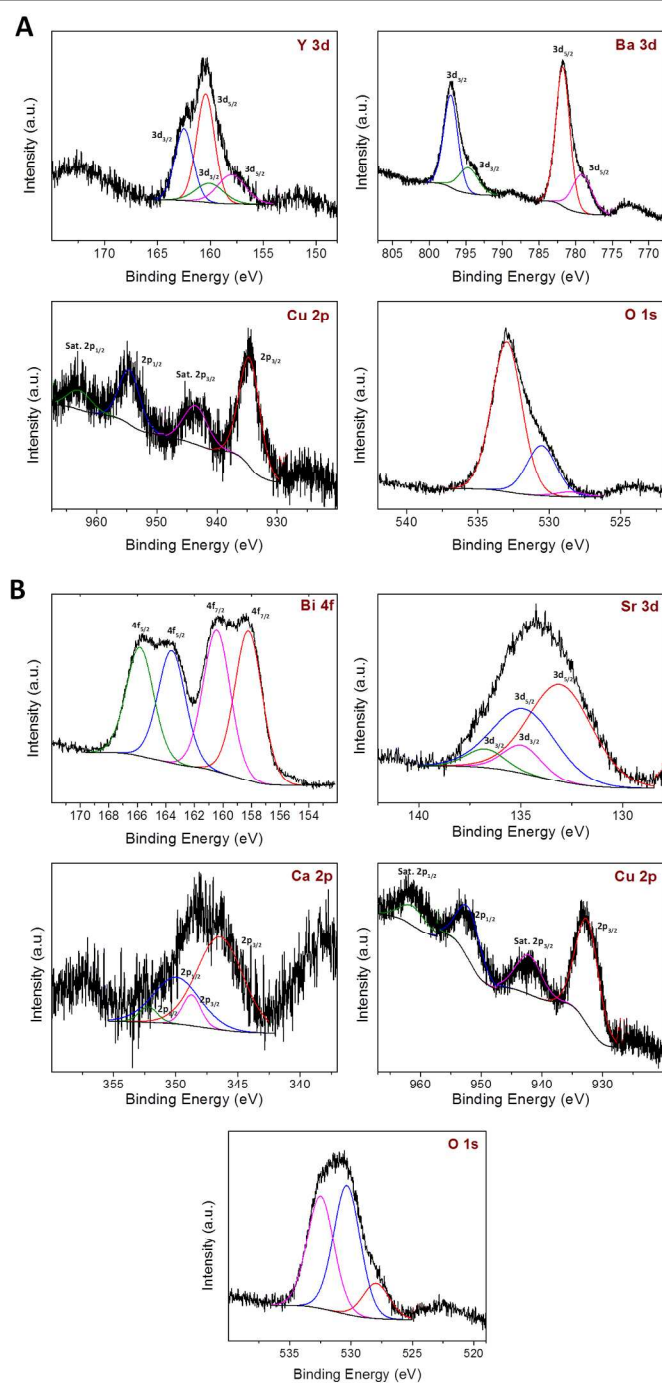 A
Y 3d
3d5/2
3d3/2
3d3/2
3d5/2
Intensity (a.u.)
170 165 160 155 150
Binding Energy (eV)
Ba 3d
3d5/2
3d3/2
3d3/2
3d5/2
Intensity (a.u.)
805 800 795 790 785 780 775 770
Binding Energy (eV)
Cu 2p
Sat. 2p1/2
2p1/2
Sat. 2p3/2
2p3/2
Intensity (a.u.)
960 950 940 930
Binding Energy (eV)
O 1s
Intensity (a.u.)
540 535 530 525
Binding Energy (eV)
B
Bi 4f
4f5/2
4f5/2
4f7/2
4f7/2
Intensity (a.u.)
170 168 166 164 162 160 158 156 154
Binding Energy (eV)
Sr 3d
3d5/2
3d5/2
3d3/2
3d3/2
Intensity (a.u.)
140 135 130
Binding Energy (eV)
Ca 2p
2p3/2
2p1/2
2p3/2
Intensity (a.u.)
355 350 345 340
Binding Energy (eV)
Cu 2p
Sat. 2p1/2
2p1/2
Sat. 2p3/2
2p3/2
Intensity (a.u.)
960 950 940 930
Binding Energy (eV)
O 1s
Intensity (a.u.)
535 530 525 520
Binding Energy (eV)